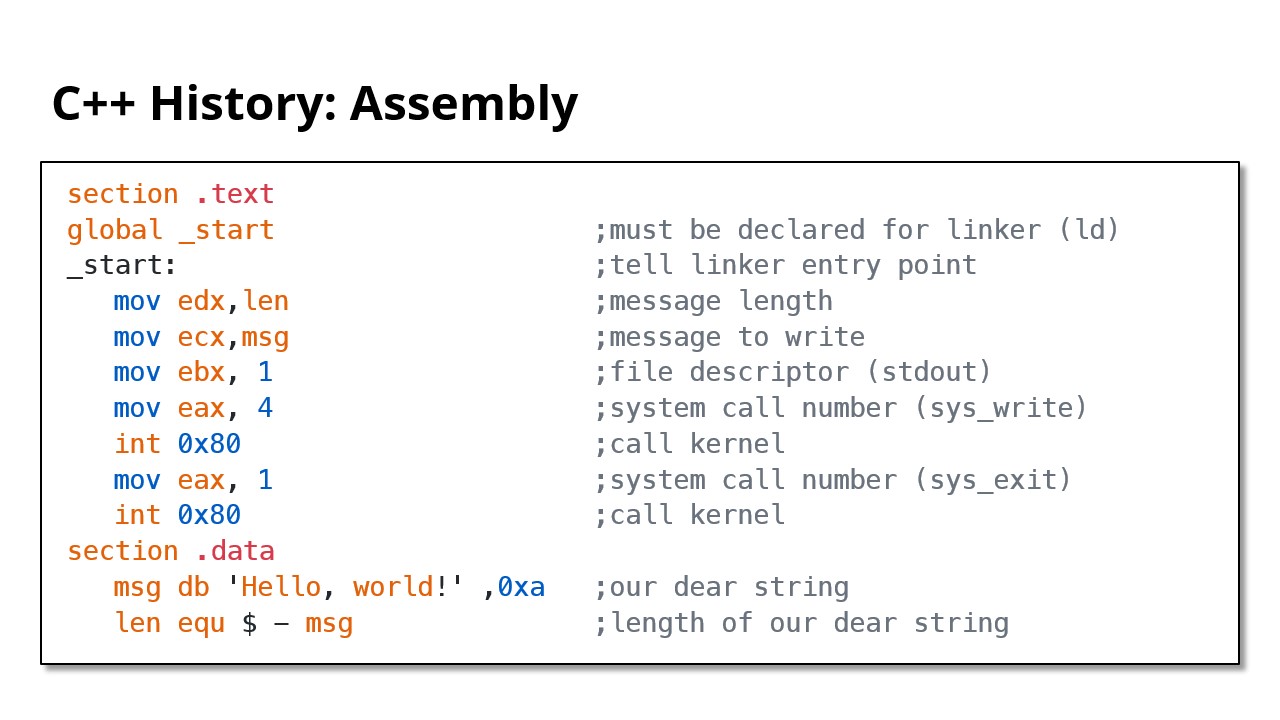 C++ History: Assembly
section .text
global _start ;must be declared for linker (ld)
_start: ;tell linker entry point
mov edx,len ;message length
mov ecx,msg ;message to write
mov ebx, 1 ;file descriptor (stdout)
mov eax, 4 ;system call number (sys_write)
int 0x80 ;call kernel
mov eax, 1 ;system call number (sys_exit)
int 0x80 ;call kernel
section .data
msg db 'Hello, world!' ,0xa ;our dear string
len equ $ – msg ;length of our dear string